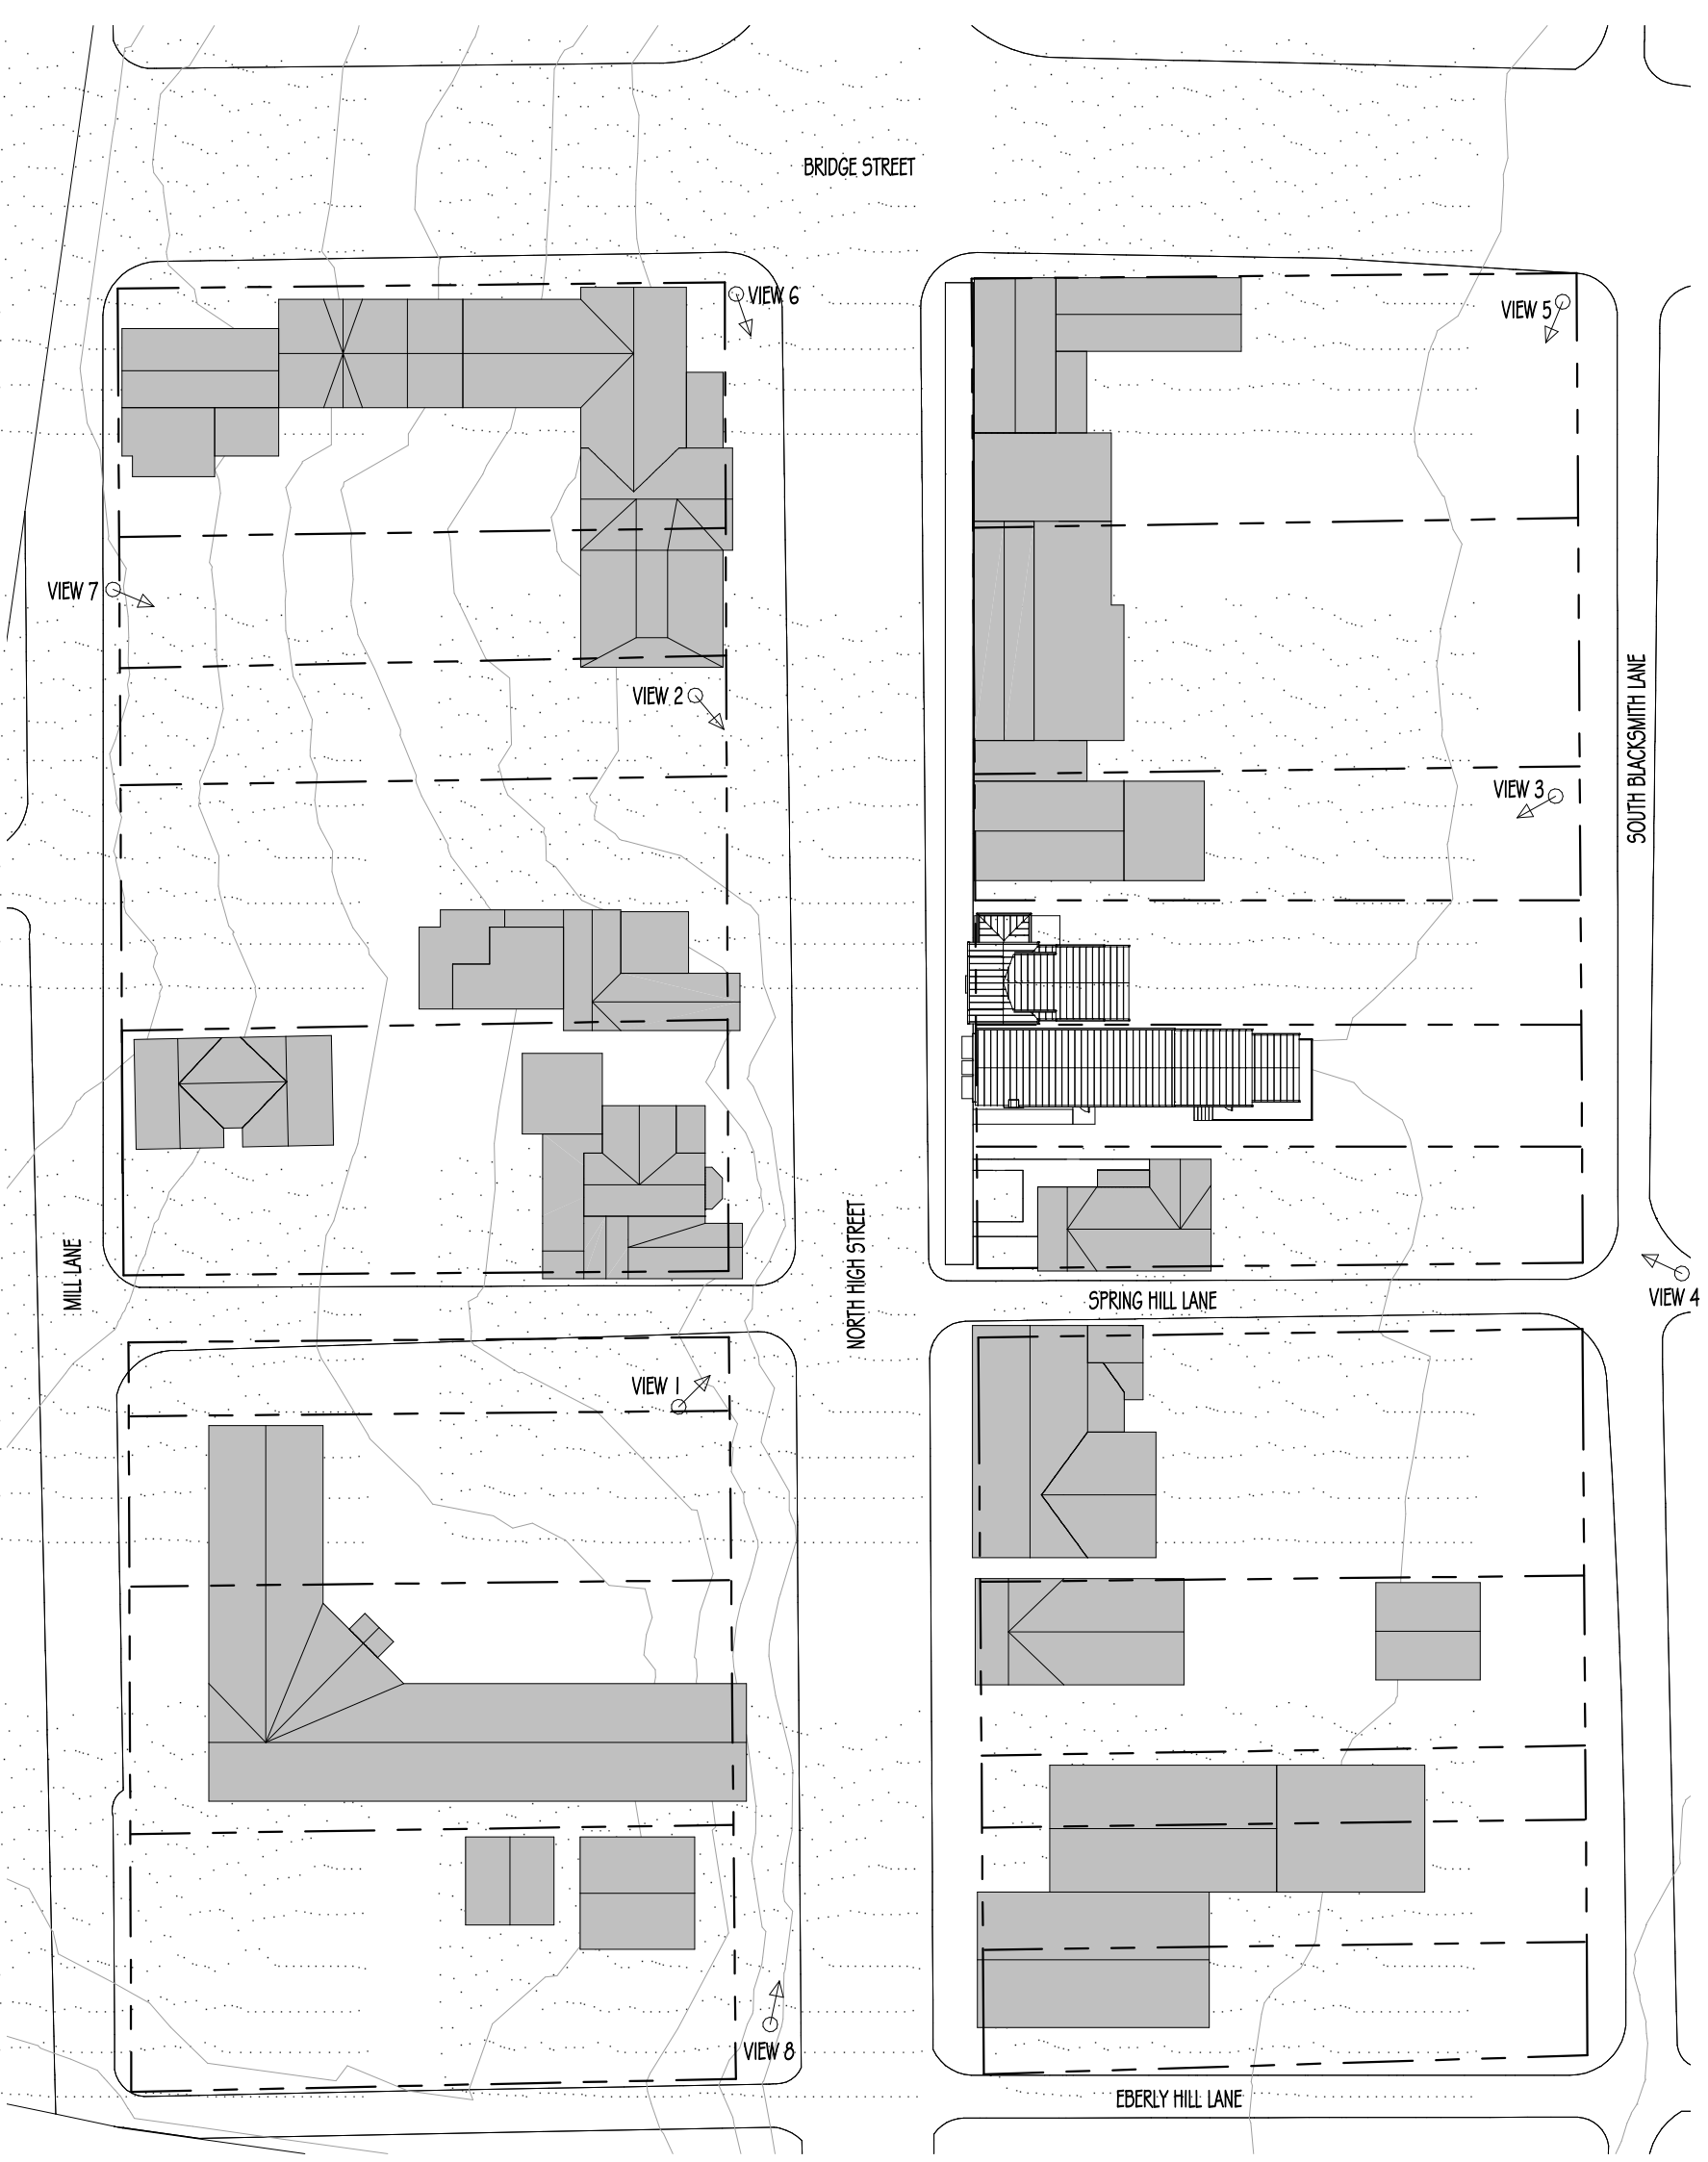 BRIDGE STREET
VIEW 6
VIEW 5
VIEW 7
VIEW 2
SOUTH BLACKSMITH LANE
VIEW 3
MILL LANE
NORTH HIGH STREET
SPRING HILL LANE
VIEW 4
VIEW 1
VIEW 8
EBERLY HILL LANE